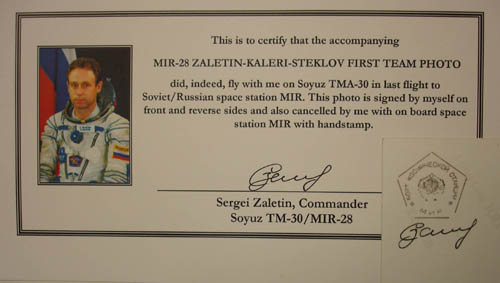 This is to certify that the accompanying
MIR-28 ZALETIN-KALERI-STEKLOV FIRST TEAM PHOTO
did, indeed, fly with me on Soyuz TMA-30 in last flight to
Soviet/Russian space station MIR. This photo is signed by myself on
front and reverse sides and also cancelled by me with on board space
station MIR with handstamp.
Sergei Zaletin, Commander
Soyuz TM-30/MIR-28